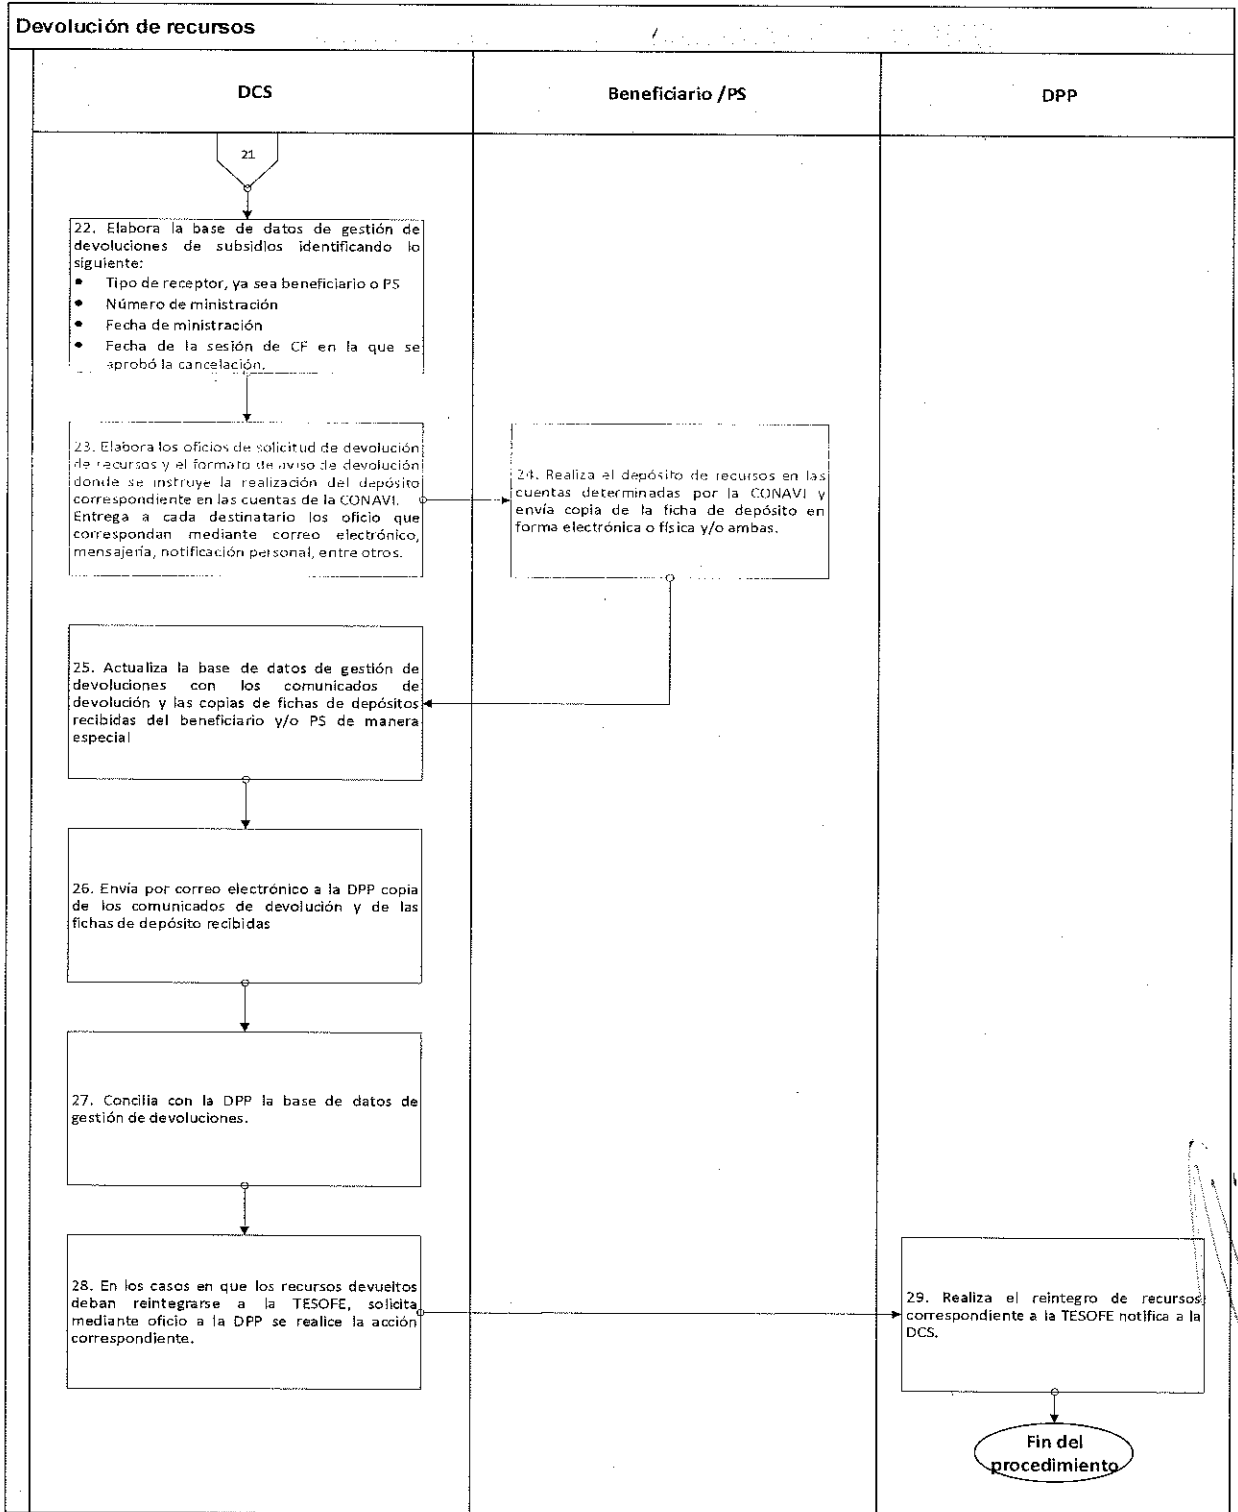 Devolución de recursos
DCS
Beneficiario /PS
DPP
21
22. Elabora la base de datos de gestión de
devoluciones de subsidios identificando lo
siguiente:
• Tipo de receptor, ya sea beneficiario o PS
• Número de ministración
• Fecha de ministración
• Fecha de la sesión de CF en la que se
aprobó la cancelación.
23. Elabora los oficios de solicitud de devolución
de recursos y el formato de aviso de devolución
donde se instruye la realización del depósito
correspondiente en las cuentas de la CONAVI.
Entrega a cada destinatario los oficio que
correspondan mediante correo electrónico,
mensajería, notificación personal, entre otros.
24. Realiza el depósito de recursos en las
cuentas determinadas por la CONAVI y
envía copia de la ficha de depósito en
forma electrónica o física y/o ambas.
25. Actualiza la base de datos de gestión de
devoluciones con los comunicados de
devolución y las copias de fichas de depósitos
recibidas del beneficiario y/o PS de manera
especial
26. Envía por correo electrónico a la DPP copia
de los comunicados de devolución y de las
fichas de depósito recibidas
27. Concilia con la DPP la base de datos de
gestión de devoluciones.
28. En los casos en que los recursos devueltos
deban reintegrarse a la TESOFE, solicita
mediante oficio a la DPP se realice la acción
correspondiente.
29. Realiza el reintegro de recursos
correspondiente a la TESOFE notifica a la
DCS.
Fin del
procedimiento